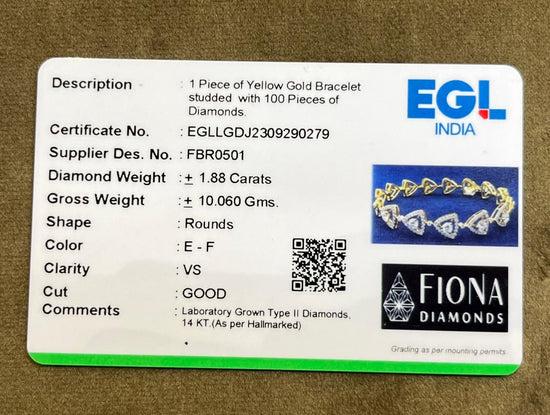 Description : 1 Piece of Yellow Gold Bracelet
studded with 100 Pieces of
Diamonds.
Certificate No. : EGLLGDJ2309290279
Supplier Des. No. : FBR0501
Diamond Weight : ± 1.88 Carats
Gross Weight : ± 10.060 Gms.
Shape : Rounds
Color : E - F
Clarity : VS
Cut : GOOD
Comments : Laboratory Grown Type II Diamonds.
14 KT.(As per Hallmarked)
EGL
INDIA
FIONA
DIAMONDS
Grading as per mounting permits.